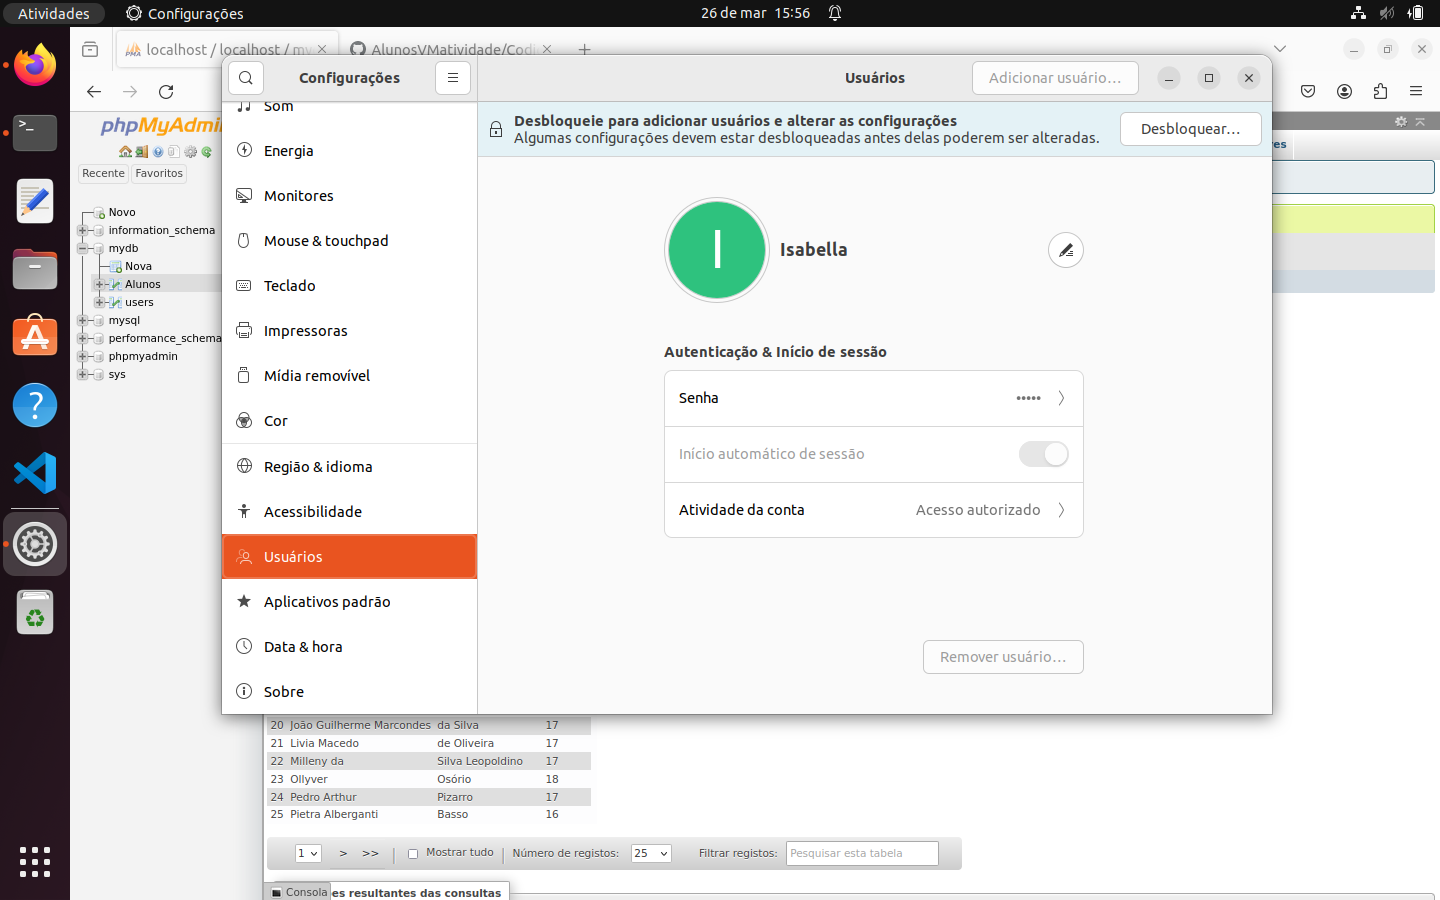 Atividades
Configurações
26 de mar 15:56
localhost / localhost / my
AlunosVMatividade/Codi
Configurações
Usuários
Adicionar usuário…
phpMyAdmin
Recente
Favoritos
Novo
information_schema
mydb
Nova
Alunos
users
mysql
performance_schema
phpmyadmin
sys
Som
Energia
Monitores
Mouse & touchpad
Teclado
Impressoras
Mídia removível
Cor
Região & idioma
Acessibilidade
Usuários
Aplicativos padrão
Data & hora
Sobre
Desbloqueie para adicionar usuários e alterar as configurações
Algumas configurações devem estar desbloqueadas antes delas poderem ser alteradas.
Desbloquear…
I
Isabella
Autenticação & Início de sessão
Senha •••••
Início automático de sessão
Atividade da conta Acesso autorizado
Remover usuário…
20 João Guilherme Marcondes da Silva 17
21 Livia Macedo de Oliveira 17
22 Milleny da Silva Leopoldino 17
23 Ollyver Osório 18
24 Pedro Arthur Pizarro 17
25 Pietra Alberganti Basso 16
1 > >> Mostrar tudo Número de registos: 25 Filtrar registos: Pesquisar esta tabela
Consola
es resultantes das consultas